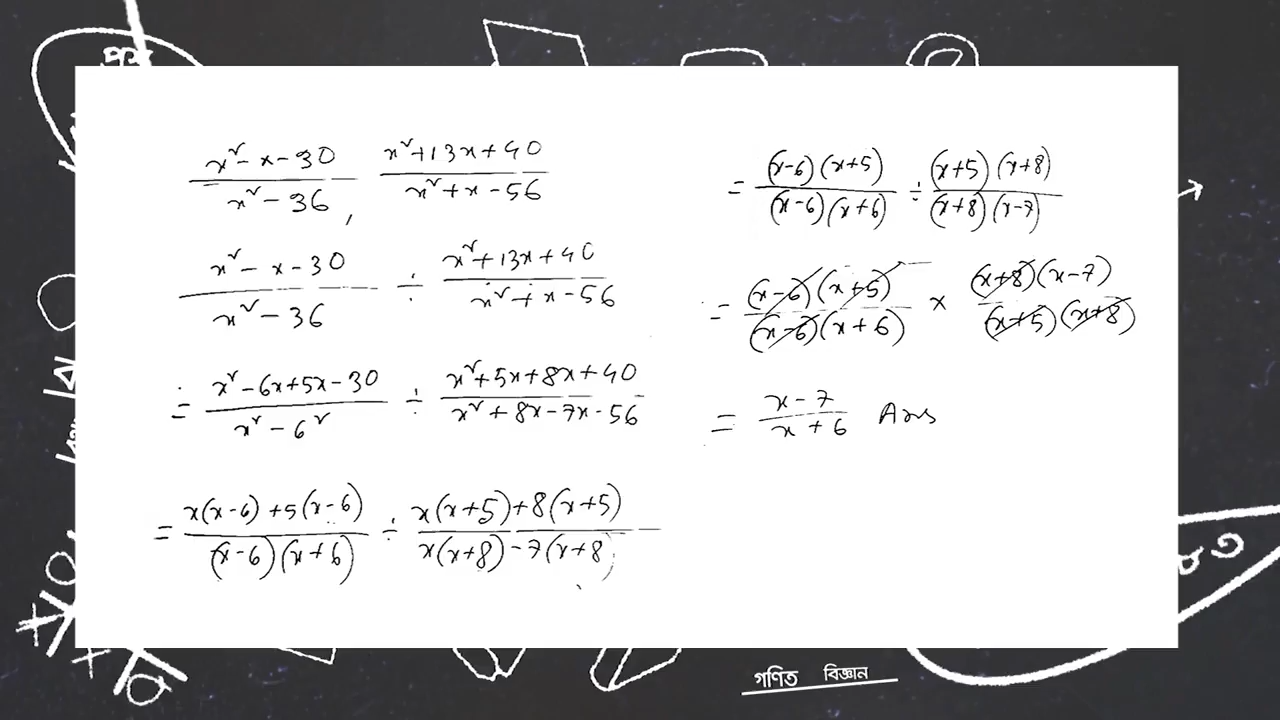 প্রশ্ন
x² - x - 30 / x² - 36 , x² + 13x + 40 / x² + x - 56
x² - x - 30 / x² - 36 ÷ x² + 13x + 40 / x² + x - 56
= x² - 6x + 5x - 30 / x² - 6² ÷ x² + 5x + 8x + 40 / x² + 8x - 7x - 56
= x(x-6) + 5(x-6) / (x-6)(x+6) ÷ x(x+5) + 8(x+5) / x(x+8) - 7(x+8)
= (x-6)(x+5) / (x-6)(x+6) ÷ (x+5)(x+8) / (x+8)(x-7)
= (x-6)(x+5) / (x-6)(x+6) × (x+8)(x-7) / (x+5)(x+8)
= x - 7 / x + 6 Ans
গণিত বিজ্ঞান